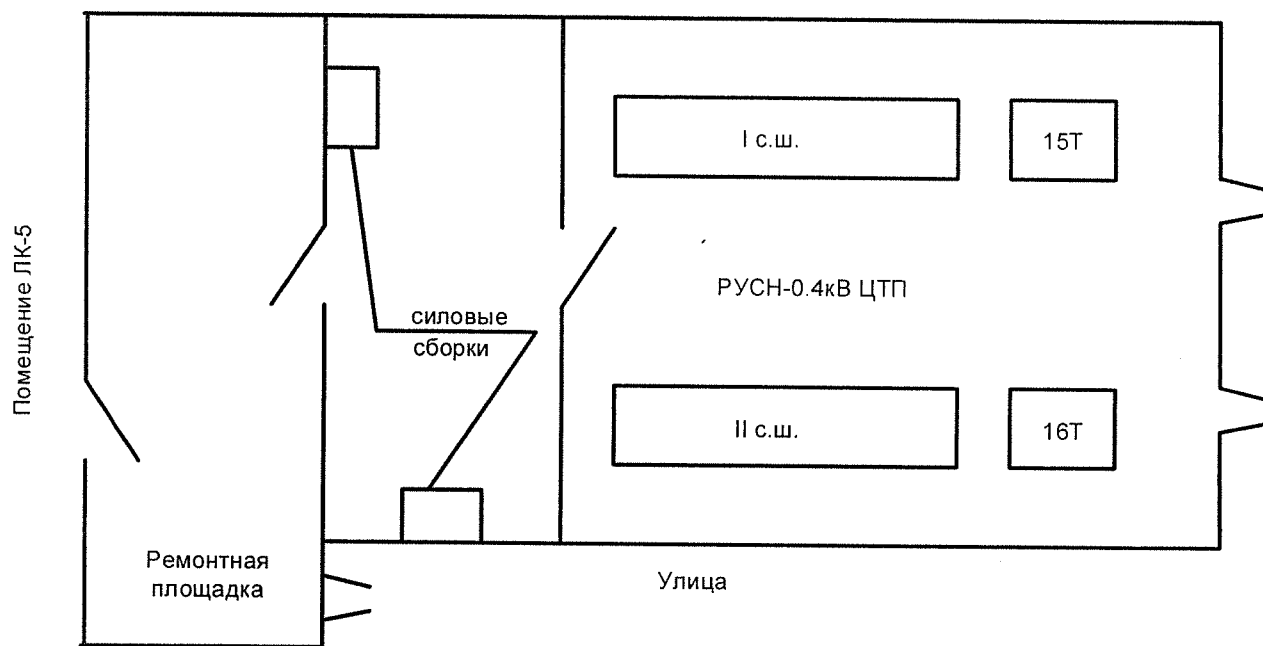 I с.ш.
15Т
Помещение ЛК-5
РУСН-0.4кВ ЦТП
силовые
сборки
II с.ш.
16Т
Ремонтная
площадка
Улица